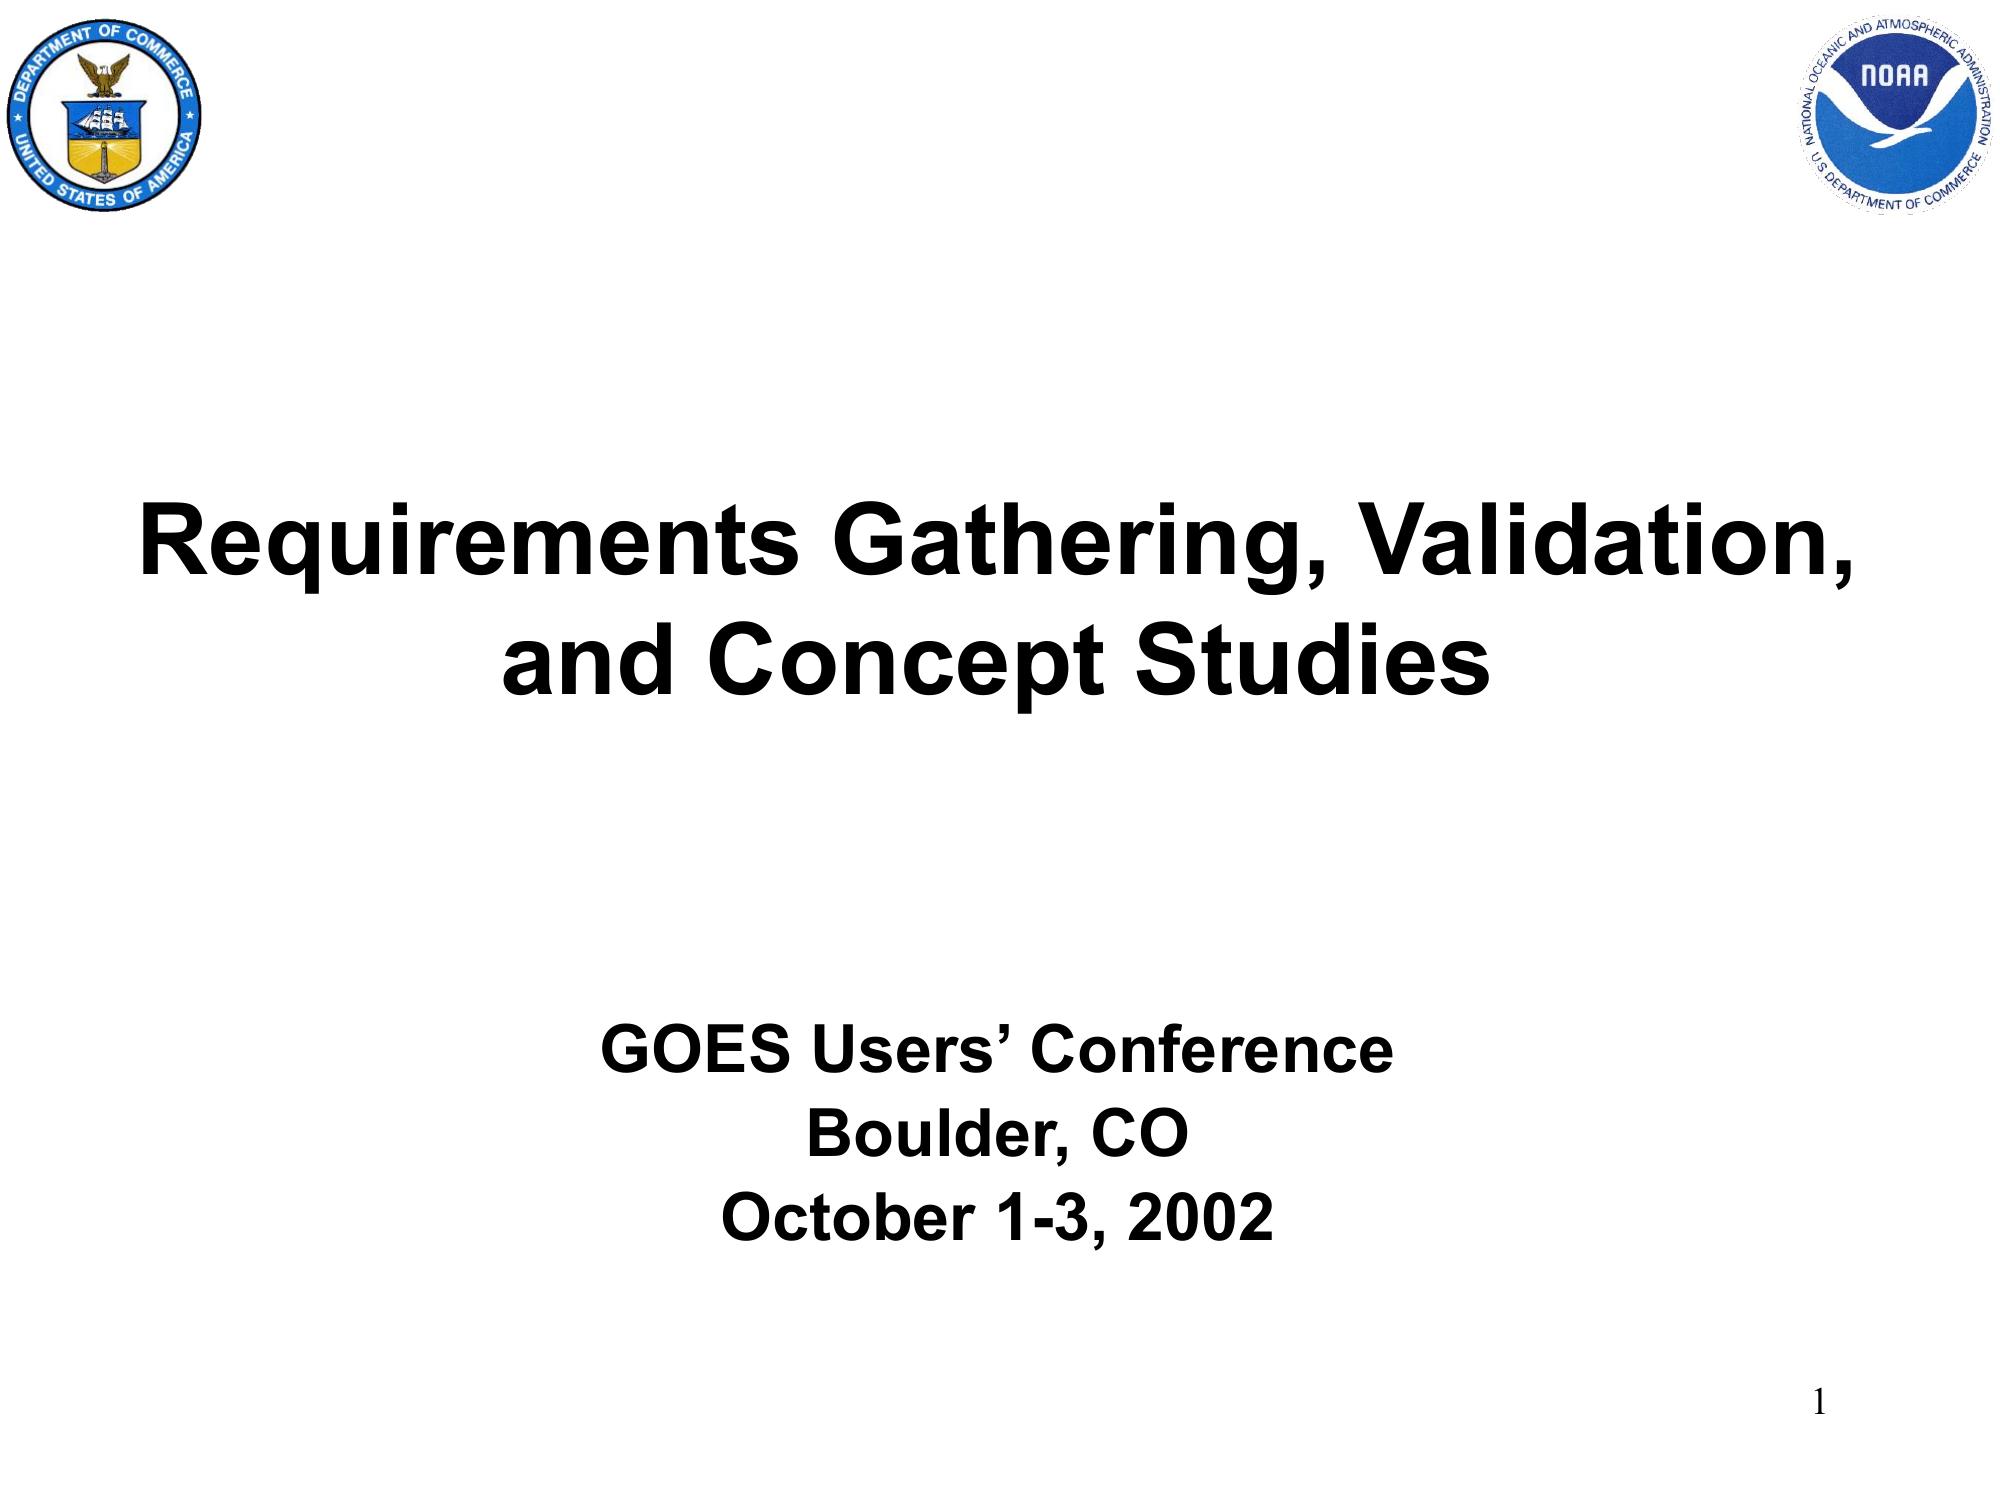 DEPARTMENT OF COMMERCE
UNITED STATES OF AMERICA
NATIONAL OCEANIC AND ATMOSPHERIC ADMINISTRATION
NOAA
U.S. DEPARTMENT OF COMMERCE
Requirements Gathering, Validation,
and Concept Studies
GOES Users’ Conference
Boulder, CO
October 1-3, 2002
1